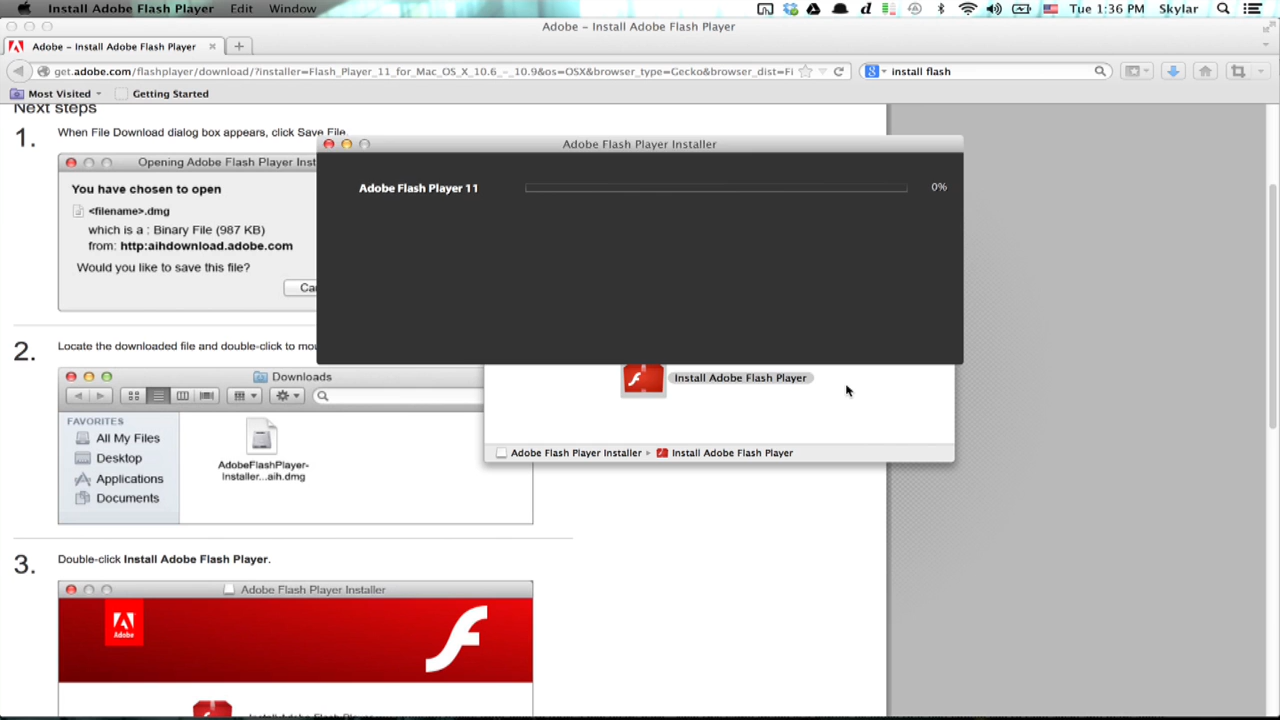 Install Adobe Flash Player Edit Window
Tue 1:36 PM Skylar
Adobe – Install Adobe Flash Player
Adobe – Install Adobe Flash Player
get.adobe.com/flashplayer/download/?installer=Flash_Player_11_for_Mac_OS_X_10.6_-_10.9&os=OSX&browser_type=Gecko&browser_dist=Fi
install flash
Most Visited
Getting Started
Next steps
1.
When File Download dialog box appears, click Save File.
Opening Adobe Flash Player Inst
You have chosen to open
<filename>.dmg
which is a : Binary File (987 KB)
from: http:aihdownload.adobe.com
Would you like to save this file?
Ca
Adobe Flash Player Installer
Adobe Flash Player 11
0%
Install Adobe Flash Player
Adobe Flash Player Installer ▸ Install Adobe Flash Player
2.
Locate the downloaded file and double-click to mou
Downloads
FAVORITES
All My Files
Desktop
Applications
Documents
AdobeFlashPlayer-
Installer...aih.dmg
3.
Double-click Install Adobe Flash Player.
Adobe Flash Player Installer
Adobe